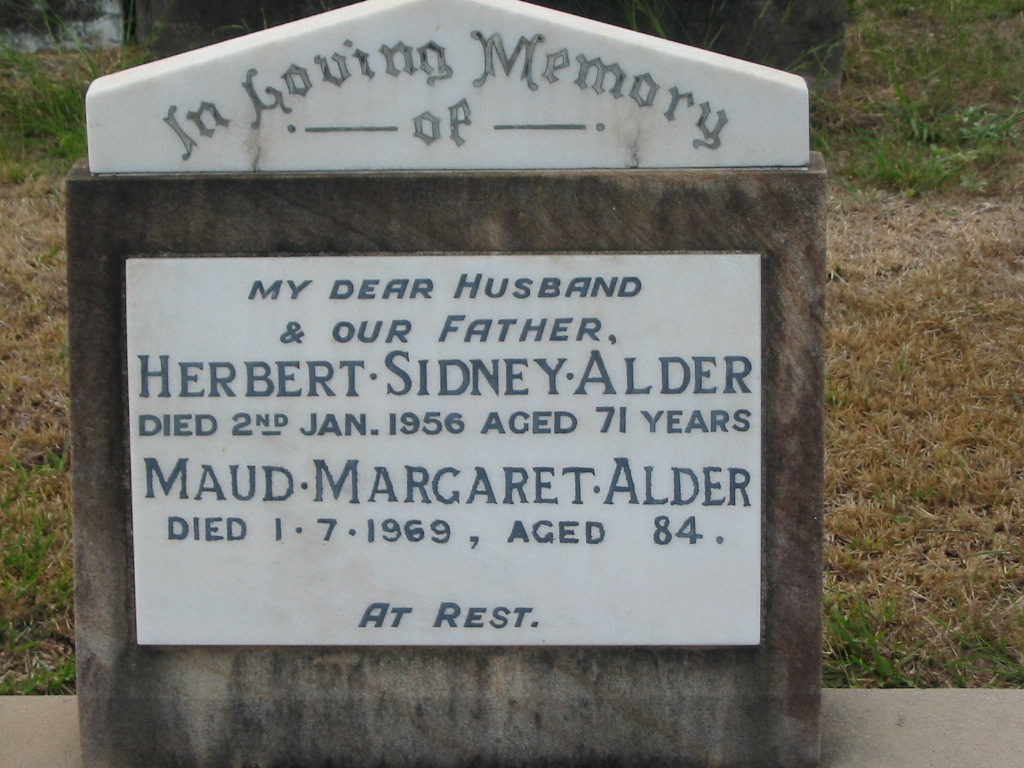 In Loving Memory
of
MY DEAR HUSBAND
& OUR FATHER,
HERBERT·SIDNEY·ALDER
DIED 2ND JAN. 1956 AGED 71 YEARS
MAUD·MARGARET·ALDER
DIED 1·7·1969, AGED 84.
AT REST.